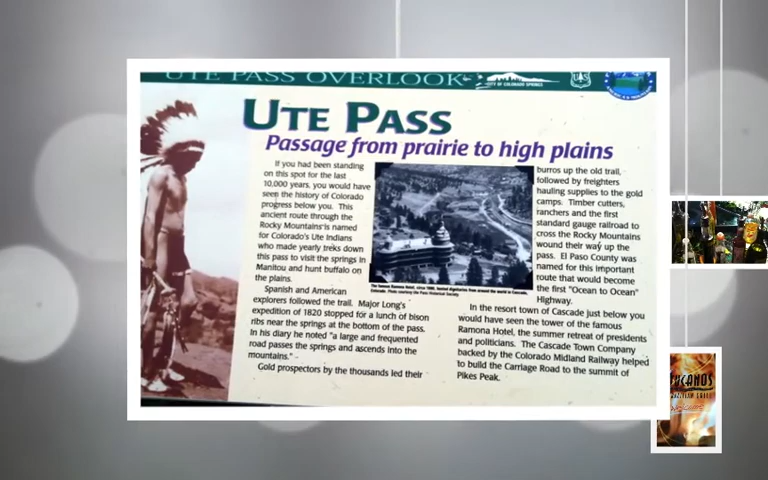 UTE PASS OVERLOOK
CITY OF COLORADO SPRINGS
UTE PASS
Passage from prairie to high plains
If you had been standing
on this spot for the last
10,000 years, you would have
seen the history of Colorado
progress below you. This
ancient route through the
Rocky Mountains is named
for Colorado's Ute Indians
who made yearly treks down
this pass to visit the springs in
Manitou and hunt buffalo on
the plains.
Spanish and American
explorers followed the trail. Major Long's
expedition of 1820 stopped for a lunch of bison
ribs near the springs at the bottom of the pass.
In his diary he noted "a large and frequented
road passes the springs and ascends into the
mountains."
Gold prospectors by the thousands led their
burros up the old trail,
followed by freighters
hauling supplies to the gold
camps. Timber cutters,
ranchers and the first
standard gauge railroad to
cross the Rocky Mountains
wound their way up the
pass. El Paso County was
named for this important
route that would become
the first "Ocean to Ocean"
Highway.
In the resort town of Cascade just below you
would have seen the tower of the famous
Ramona Hotel, the summer retreat of presidents
and politicians. The Cascade Town Company
backed by the Colorado Midland Railway helped
to build the Carriage Road to the summit of
Pikes Peak.